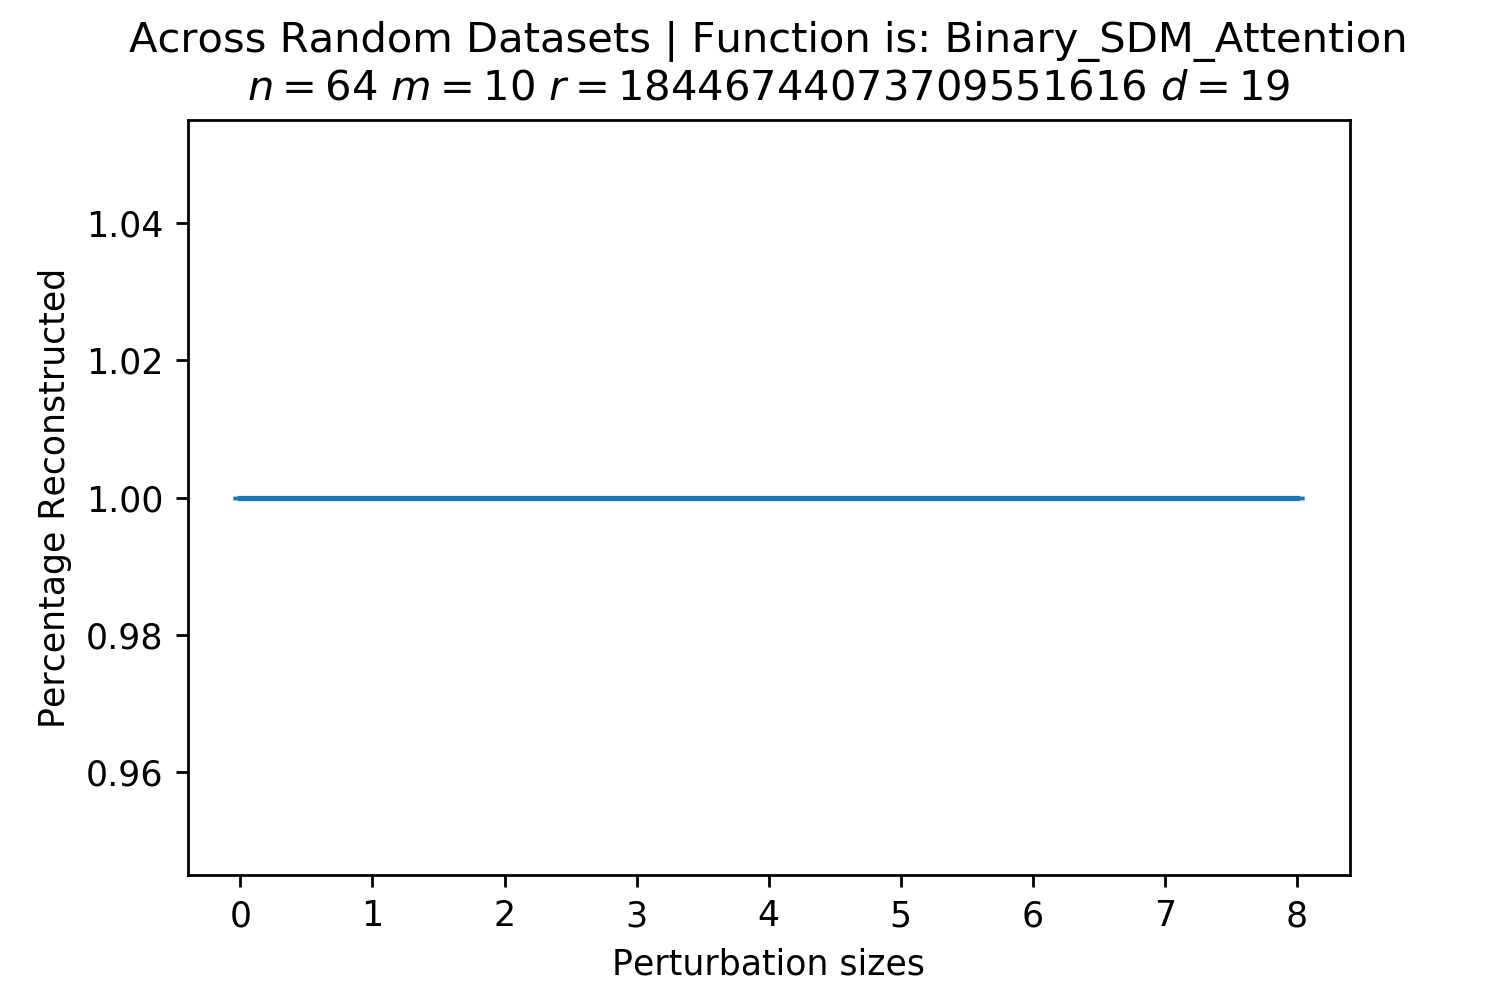 Across Random Datasets | Function is: Binary_SDM_Attention
n = 64 m = 10 r = 18446744073709551616 d = 19
1.04
1.02
1.00
0.98
0.96
Percentage Reconstructed
0 1 2 3 4 5 6 7 8
Perturbation sizes